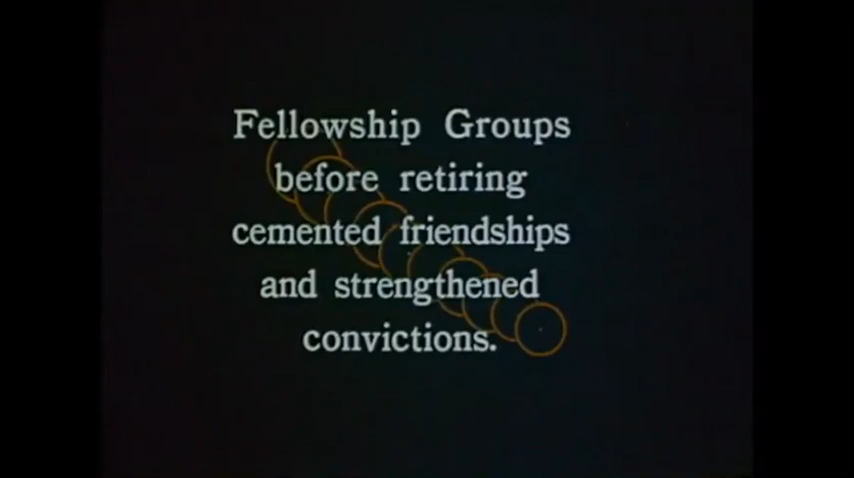 Fellowship Groups
before retiring
cemented friendships
and strengthened
convictions.